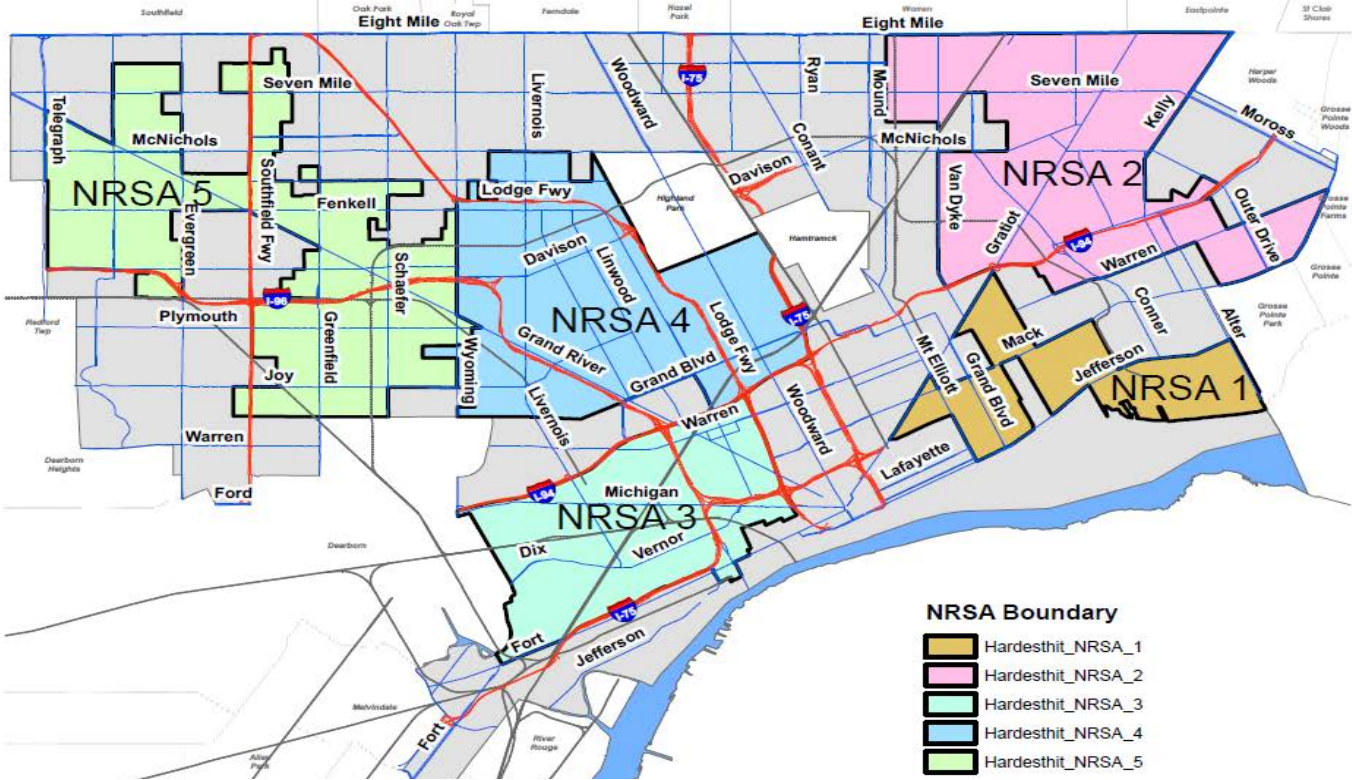 Southfield
Oak Park
Royal
Oak Twp
Ferndale
Hazel
Park
Warren
Eastpointe
St Clair
Shores
Eight Mile
Eight Mile
Telegraph
Seven Mile
McNichols
Southfield Fwy
NRSA 5
Evergreen
Fenkell
Schaefer
I-96
Plymouth
Greenfield
Joy
Warren
Ford
Redford
Twp
Dearborn
Heights
Livernois
Woodward
I-75
Ryan
Conant
Mound
McNichols
Davison
Highland
Park
Hamtramck
Lodge Fwy
Davison
Linwood
NRSA 4
Lodge Fwy
Grand River
Grand Blvd
Wyoming
Livernois
I-75
Warren
Woodward
Seven Mile
Kelly
Moross
Harper
Woods
Grosse
Pointe
Woods
NRSA 2
Van Dyke
Gratiot
I-94
Warren
Outer Drive
Grosse
Pointe
Farms
Grosse
Pointe
Grosse
Pointe
Park
Conner
Alter
Mack
Mt Elliott
Grand Blvd
Jefferson
NRSA 1
Lafayette
I-94
Michigan
NRSA 3
Dix
Vernor
I-75
Fort
Jefferson
Dearborn
Melvindale
Fort
Allen
Park
River
Rouge
NRSA Boundary
Hardesthit_NRSA_1
Hardesthit_NRSA_2
Hardesthit_NRSA_3
Hardesthit_NRSA_4
Hardesthit_NRSA_5